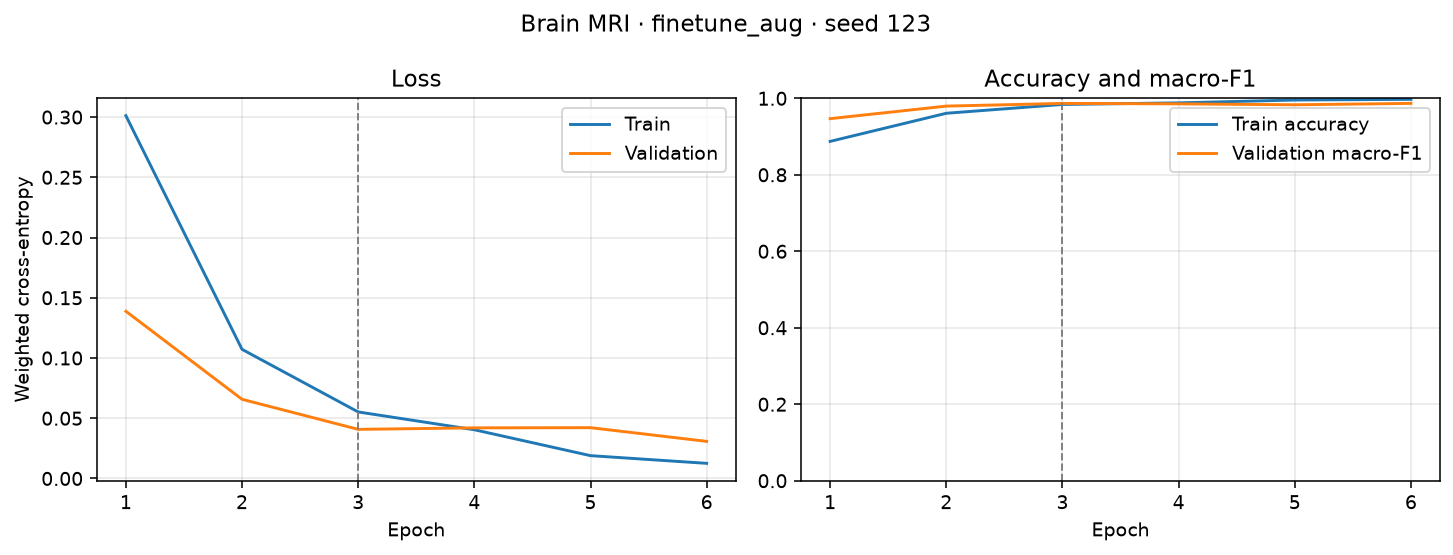 Brain MRI · finetune_aug · seed 123
Loss
Weighted cross-entropy
0.30
0.25
0.20
0.15
0.10
0.05
0.00
Train
Validation
1 2 3 4 5 6
Epoch
Accuracy and macro-F1
1.0
0.8
0.6
0.4
0.2
0.0
Train accuracy
Validation macro-F1
1 2 3 4 5 6
Epoch